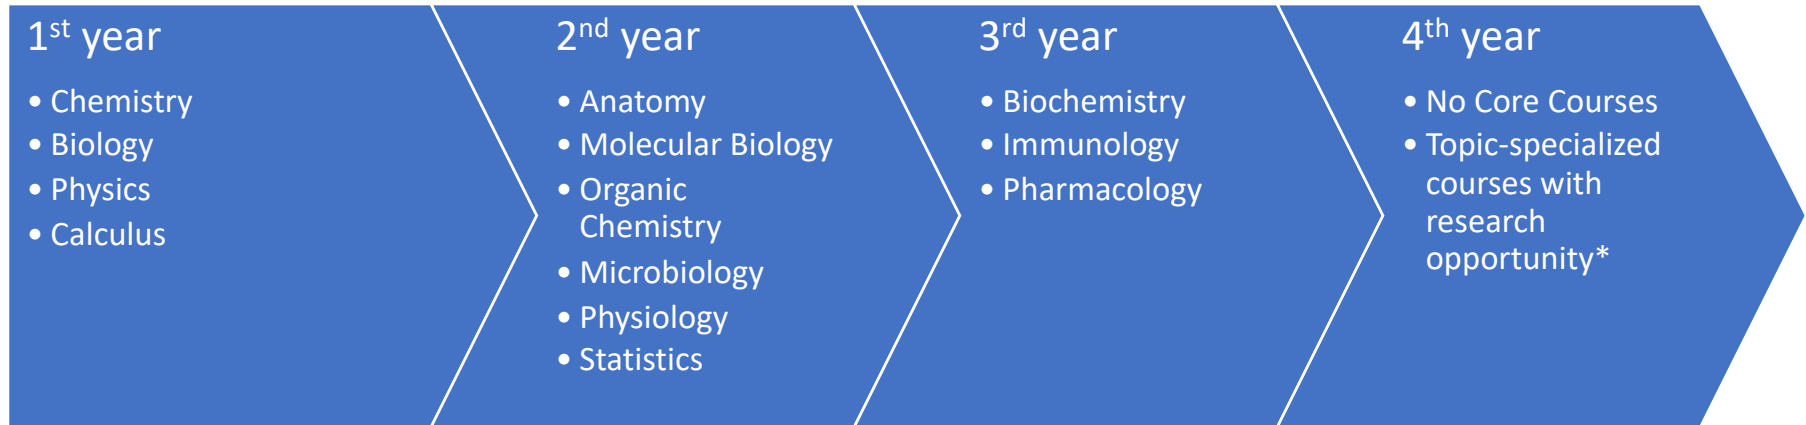 1st year
• Chemistry
• Biology
• Physics
• Calculus
2nd year
• Anatomy
• Molecular Biology
• Organic
Chemistry
• Microbiology
• Physiology
• Statistics
3rd year
• Biochemistry
• Immunology
• Pharmacology
4th year
• No Core Courses
• Topic-specialized
courses with
research
opportunity*